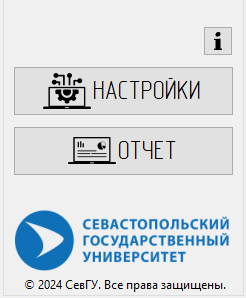 i
НАСТРОЙКИ
ОТЧЕТ
СЕВАСТОПОЛЬСКИЙ
ГОСУДАРСТВЕННЫЙ
УНИВЕРСИТЕТ
© 2024 СевГУ. Все права защищены.